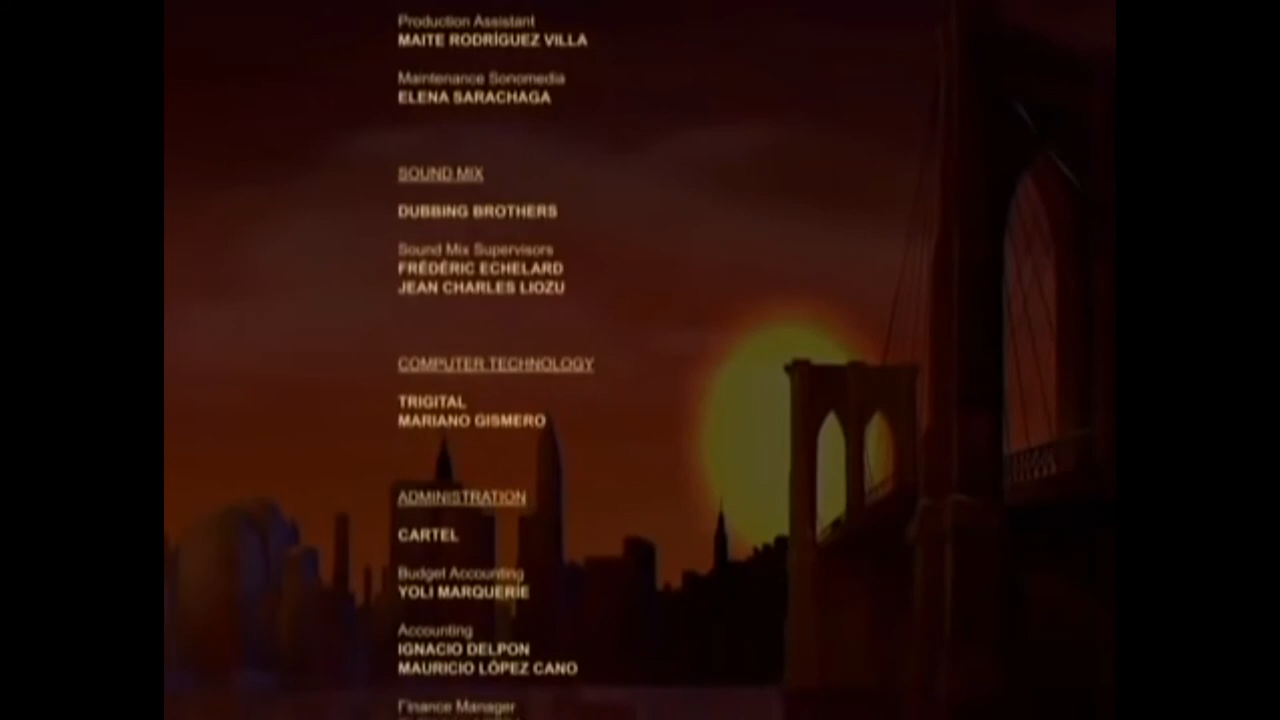 Production Assistant
MAITE RODRÍGUEZ VILLA
Maintenance Sonomedia
ELENA SARACHAGA
SOUND MIX
DUBBING BROTHERS
Sound Mix Supervisors
FRÉDÉRIC ECHELARD
JEAN CHARLES LIOZU
COMPUTER TECHNOLOGY
TRIGITAL
MARIANO GISMERO
ADMINISTRATION
CARTEL
Budget Accounting
YOLI MARQUERIE
Accounting
IGNACIO DELPON
MAURICIO LÓPEZ CANO
Finance Manager